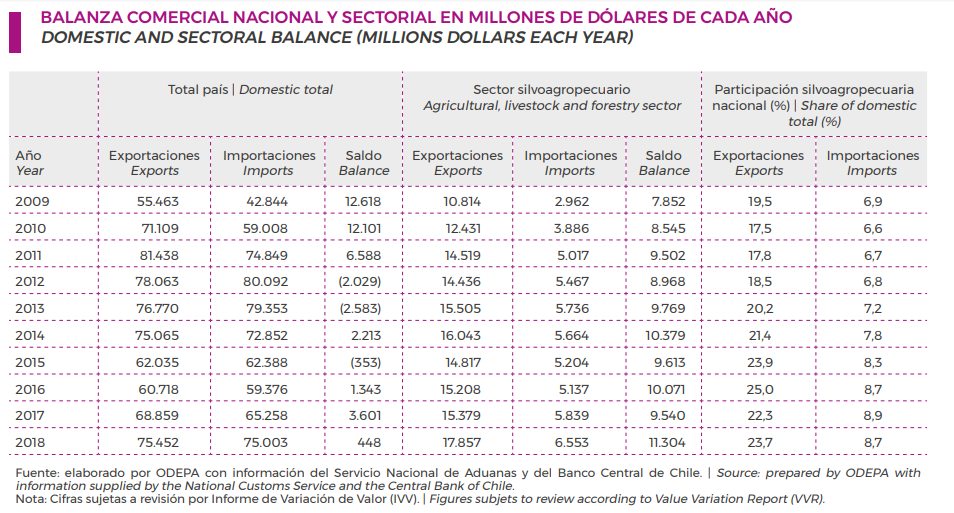 BALANZA COMERCIAL NACIONAL Y SECTORIAL EN MILLONES DE DÓLARES DE CADA AÑO
DOMESTIC AND SECTORAL BALANCE (MILLIONS DOLLARS EACH YEAR)
Total país | Domestic total
Sector silvoagropecuario
Agricultural, livestock and forestry sector
Participación silvoagropecuaria
nacional (%) | Share of domestic
total (%)
Año Exportaciones Importaciones Saldo Exportaciones Importaciones Saldo Exportaciones Importaciones
Year Exports Imports Balance Exports Imports Balance Exports Imports
2009 55.463 42.844 12.618 10.814 2.962 7.852 19,5 6,9
2010 71.109 59.008 12.101 12.431 3.886 8.545 17,5 6,6
2011 81.438 74.849 6.588 14.519 5.017 9.502 17,8 6,7
2012 78.063 80.092 (2.029) 14.436 5.467 8.968 18,5 6,8
2013 76.770 79.353 (2.583) 15.505 5.736 9.769 20,2 7,2
2014 75.065 72.852 2.213 16.043 5.664 10.379 21,4 7,8
2015 62.035 62.388 (353) 14.817 5.204 9.613 23,9 8,3
2016 60.718 59.376 1.343 15.208 5.137 10.071 25,0 8,7
2017 68.859 65.258 3.601 15.379 5.839 9.540 22,3 8,9
2018 75.452 75.003 448 17.857 6.553 11.304 23,7 8,7
Fuente: elaborado por ODEPA con información del Servicio Nacional de Aduanas y del Banco Central de Chile. | Source: prepared by ODEPA with
information supplied by the National Customs Service and the Central Bank of Chile.
Nota: Cifras sujetas a revisión por Informe de Variación de Valor (IVV). | Figures subjets to review according to Value Variation Report (VVR).